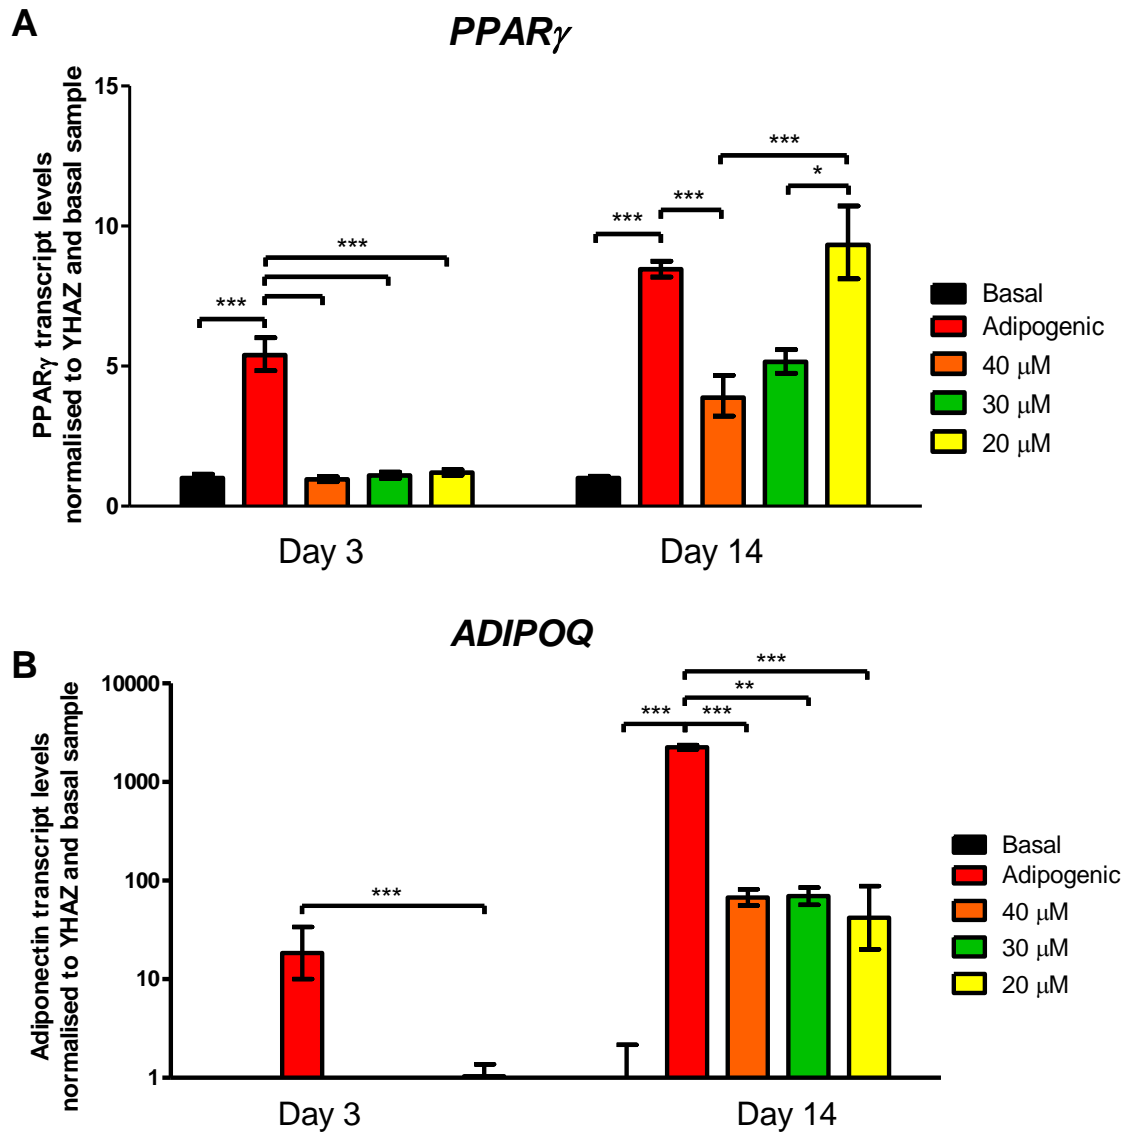 A
PPARγ
PPARγ transcript levels
normalised to YHAZ and basal sample
15
10
5
0
***
***
***
***
***
*
Day 3
Day 14
Basal
Adipogenic
40 μM
30 μM
20 μM
B
ADIPOQ
Adiponectin transcript levels
normalised to YHAZ and basal sample
10000
1000
100
10
1
***
***
***
**
***
Day 3
Day 14
Basal
Adipogenic
40 μM
30 μM
20 μM